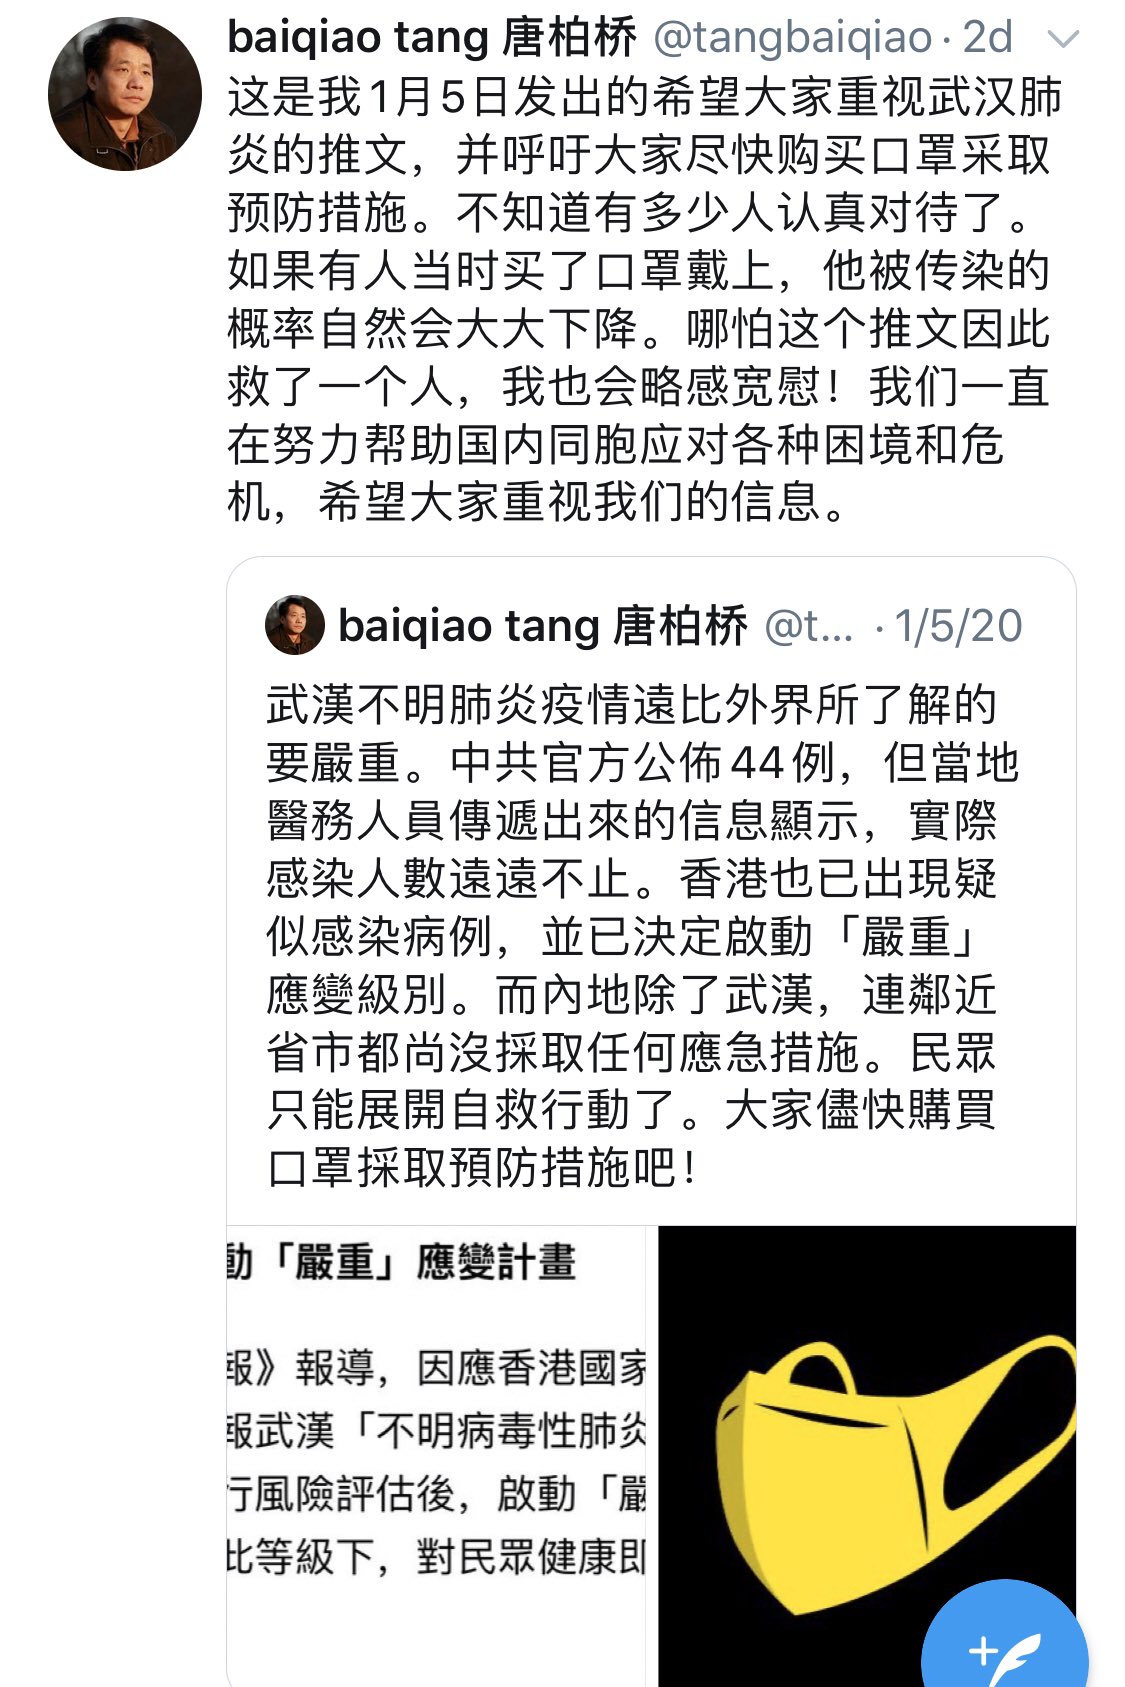 baiqiao tang 唐柏桥 @tangbaiqiao · 2d
这是我1月5日发出的希望大家重视武汉肺
炎的推文，并呼吁大家尽快购买口罩采取
预防措施。不知道有多少人认真对待了。
如果有人当时买了口罩戴上，他被传染的
概率自然会大大下降。哪怕这个推文因此
救了一个人，我也会略感宽慰！我们一直
在努力帮助国内同胞应对各种困境和危
机，希望大家重视我们的信息。
baiqiao tang 唐柏桥 @t... · 1/5/20
武漢不明肺炎疫情遠比外界所了解的
要嚴重。中共官方公佈44例，但當地
醫務人員傳遞出來的信息顯示，實際
感染人數遠遠不止。香港也已出現疑
似感染病例，並已決定啟動「嚴重」
應變級別。而內地除了武漢，連鄰近
省市都尚沒採取任何應急措施。民眾
只能展開自救行動了。大家儘快購買
口罩採取預防措施吧！
動「嚴重」應變計畫
報》報導，因應香港國家
報武漢「不明病毒性肺炎
行風險評估後，啟動「嚴
此等級下，對民眾健康即